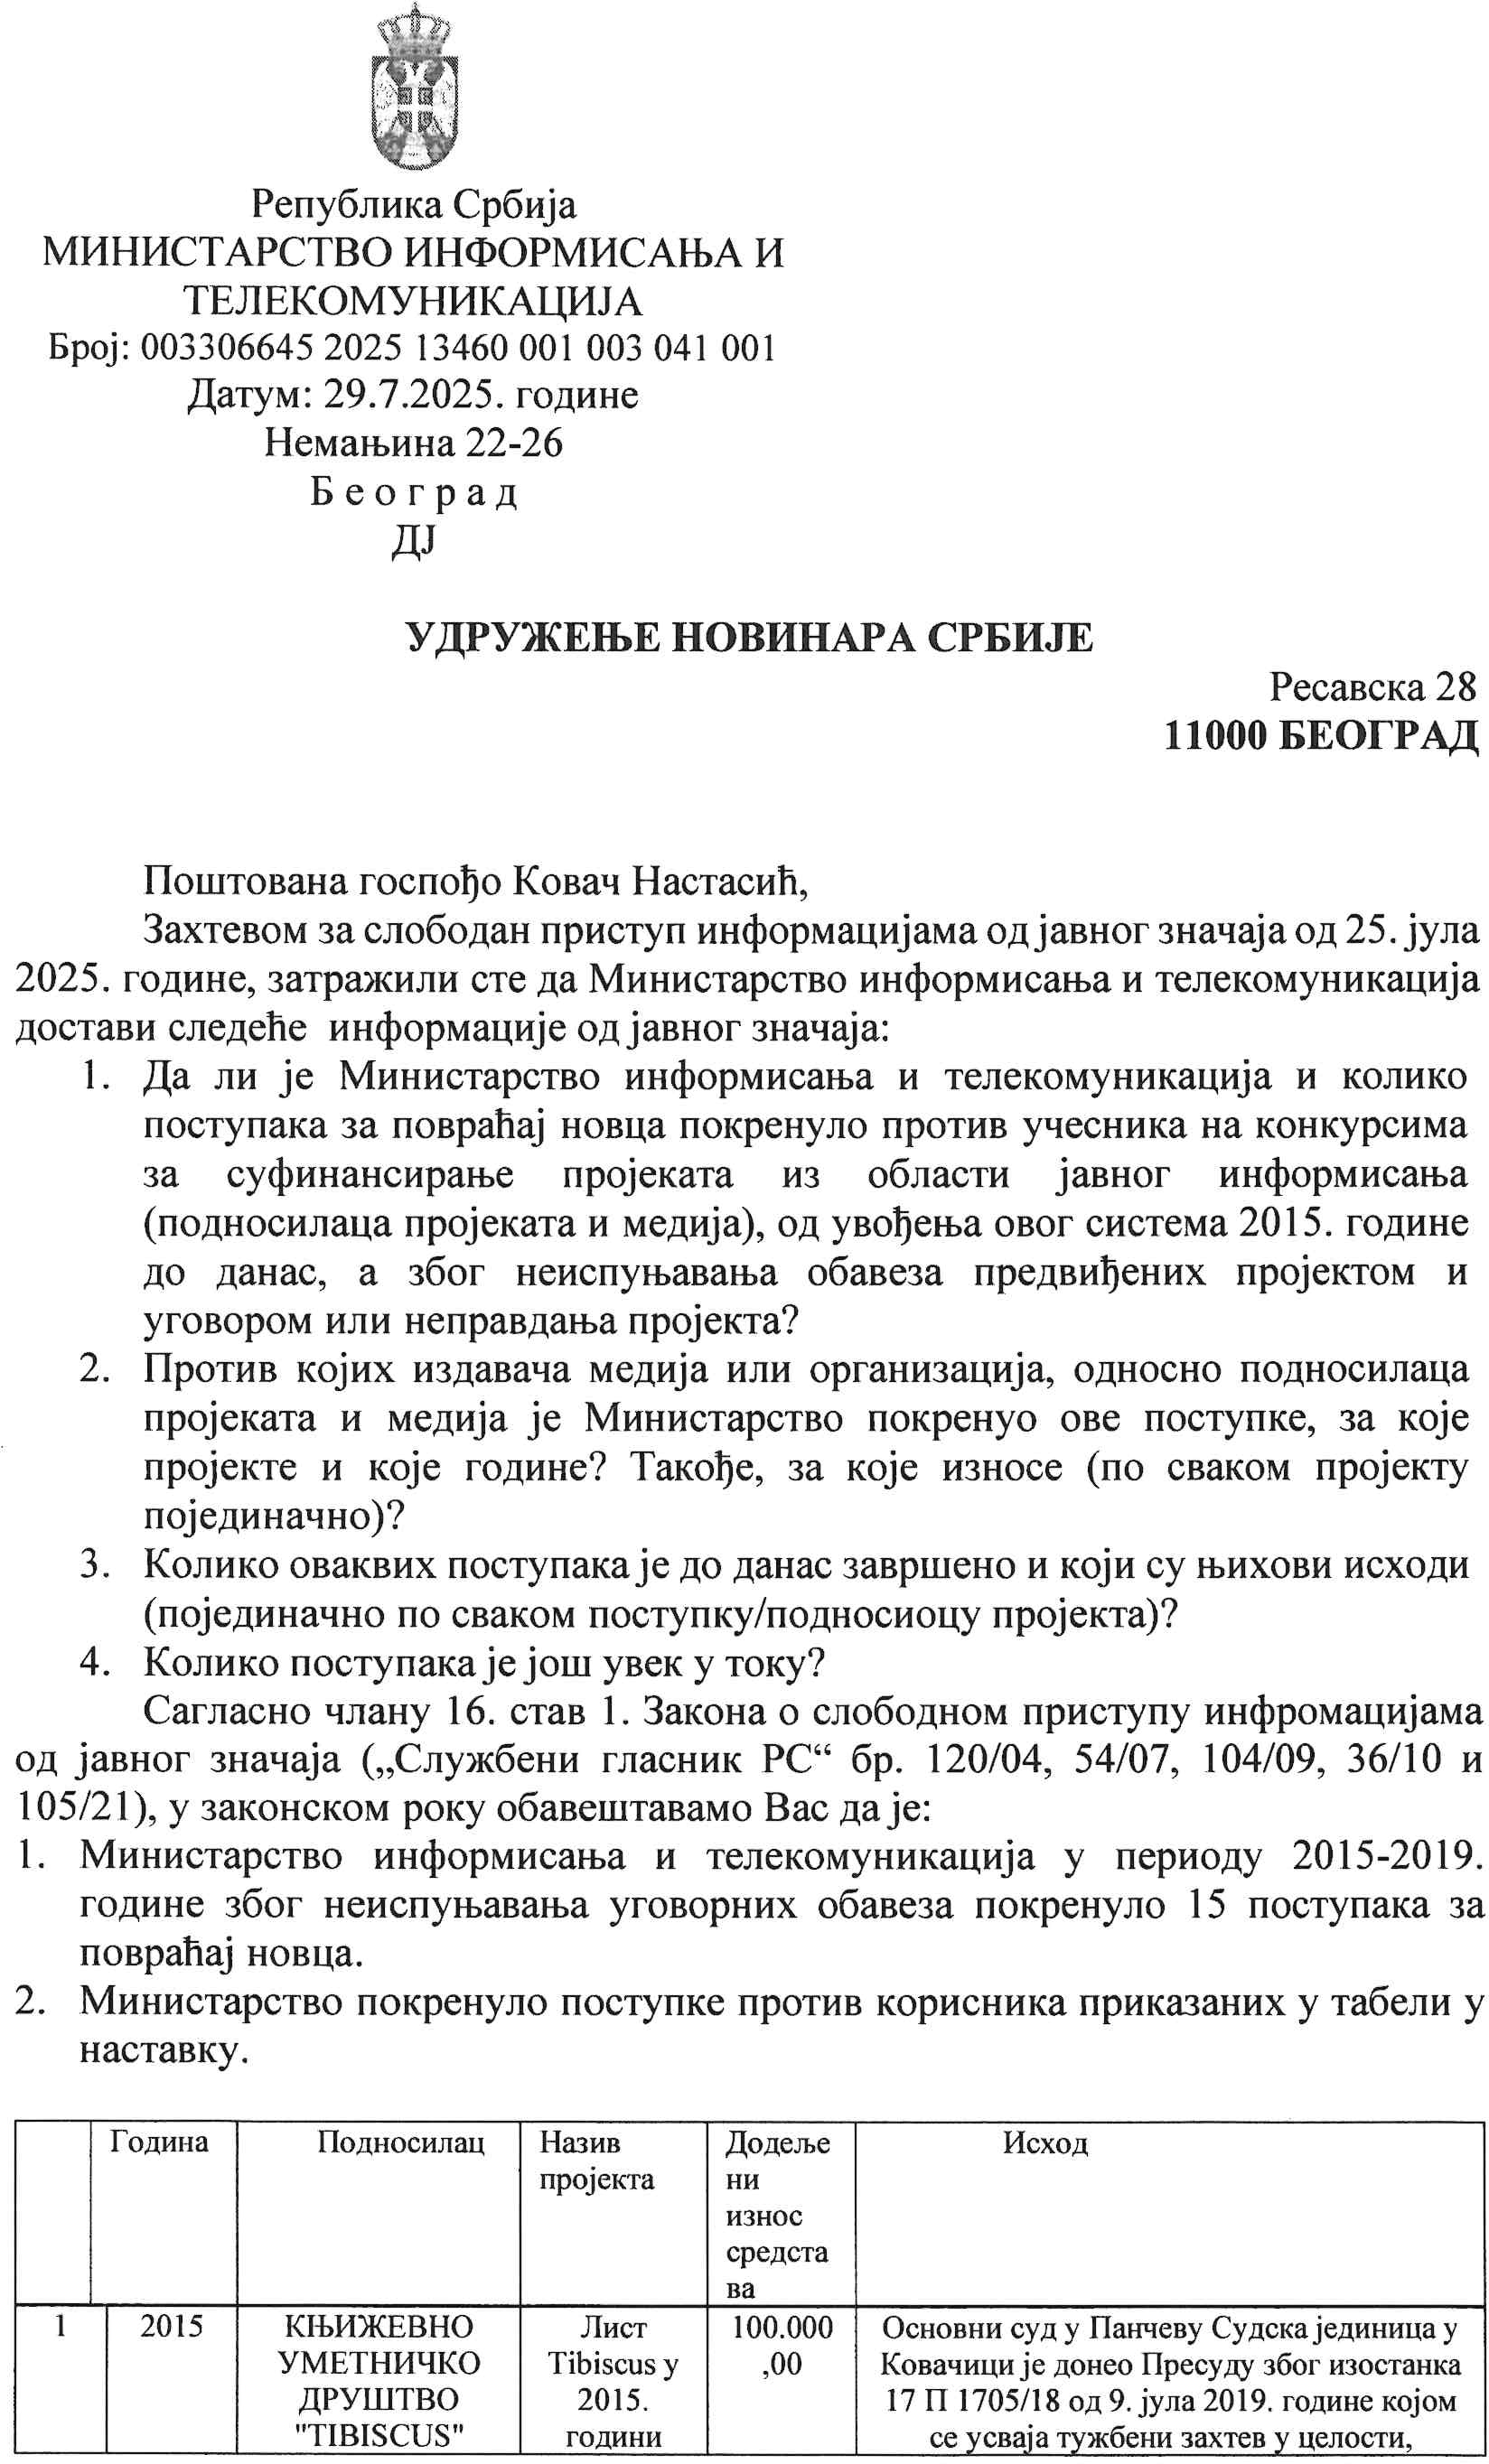 Република Србија
МИНИСТАРСТВО ИНФОРМИСАЊА И
ТЕЛЕКОМУНИКАЦИЈА
Број: 003306645 2025 13460 001 003 041 001
Датум: 29.7.2025. године
Немањина 22-26
Б е о г р а д
ДЈ
УДРУЖЕЊЕ НОВИНАРА СРБИЈЕ
Ресавска 28
11000 БЕОГРАД
Поштована госпођо Ковач Настасић,
Захтевом за слободан приступ информацијама од јавног значаја од 25. јула
2025. године, затражили сте да Министарство информисања и телекомуникација
достави следеће информације од јавног значаја:
1. Да ли је Министарство информисања и телекомуникација и колико
поступака за повраћај новца покренуло против учесника на конкурсима
за суфинансирање пројеката из области јавног информисања
(подносилаца пројеката и медија), од увођења овог система 2015. године
до данас, а због неиспуњавања обавеза предвиђених пројектом и
уговором или неправдања пројекта?
2. Против којих издавача медија или организација, односно подносилаца
пројеката и медија је Министарство покренуо ове поступке, за које
пројекте и које године? Такође, за које износе (по сваком пројекту
појединачно)?
3. Колико оваквих поступака је до данас завршено и који су њихови исходи
(појединачно по сваком поступку/подносиоцу пројекта)?
4. Колико поступака је још увек у току?
Сагласно члану 16. став 1. Закона о слободном приступу инфромацијама
од јавног значаја („Службени гласник РС“ бр. 120/04, 54/07, 104/09, 36/10 и
105/21), у законском року обавештавамо Вас да је:
1. Министарство информисања и телекомуникација у периоду 2015-2019.
године због неиспуњавања уговорних обавеза покренуло 15 поступака за
повраћај новца.
2. Министарство покренуло поступке против корисника приказаних у табели у
наставку.
Година
Подносилац
Назив
пројекта
Додеље
ни
износ
средста
ва
Исход
1
2015
КЊИЖЕВНО
УМЕТНИЧКО
ДРУШТВО
"TIBISCUS"
Лист
Tibiscus у
2015.
години
100.000
,00
Основни суд у Панчеву Судска јединица у
Ковачици је донео Пресуду због изостанка
17 П 1705/18 од 9. јула 2019. године којом
се усваја тужбени захтев у целости,